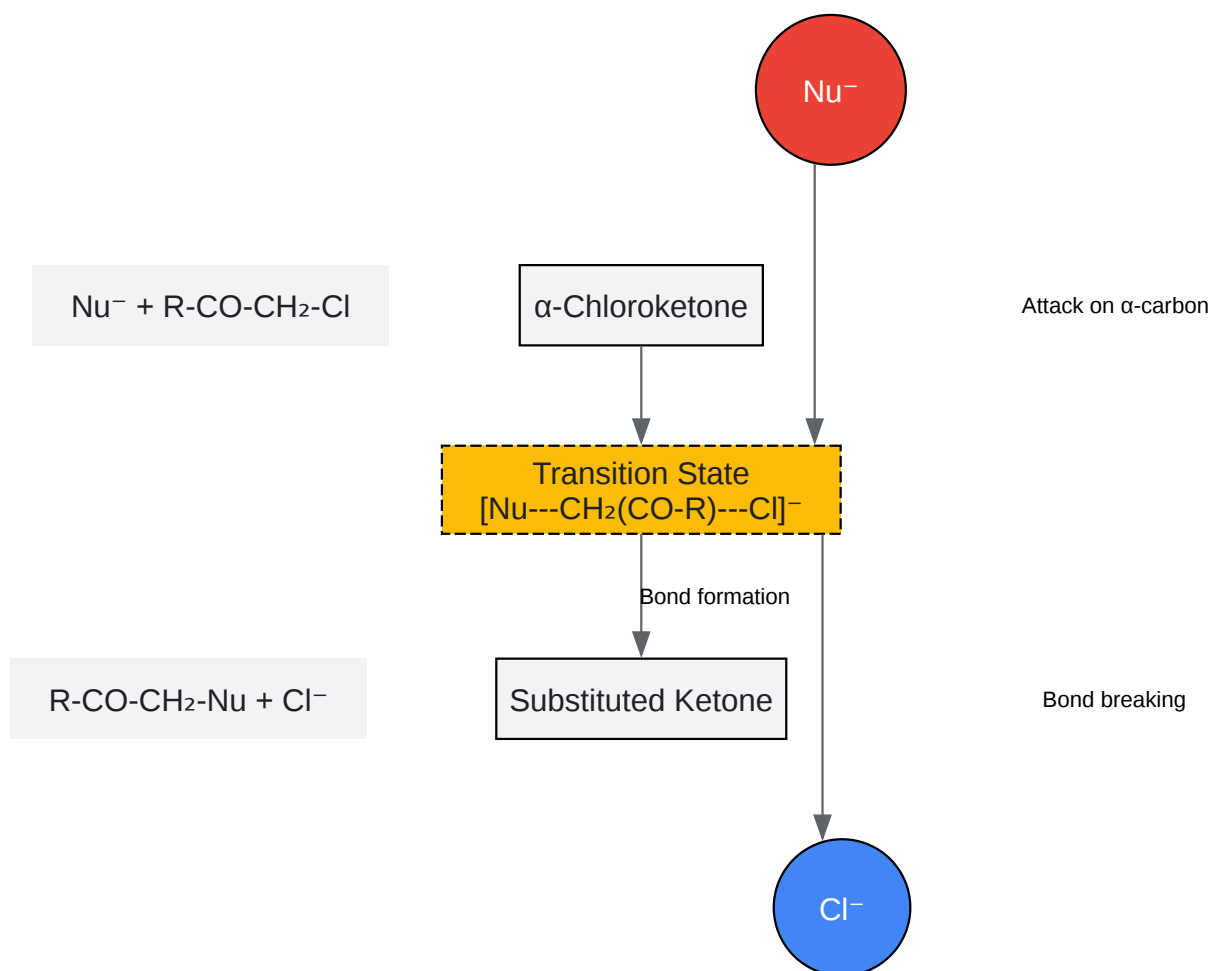 Nu⁻
Nu⁻ + R-CO-CH₂-Cl
α-Chloroketone
Attack on α-carbon
Transition State
[Nu---CH₂(CO-R)---Cl]⁻
Bond formation
R-CO-CH₂-Nu + Cl⁻
Substituted Ketone
Bond breaking
Cl⁻